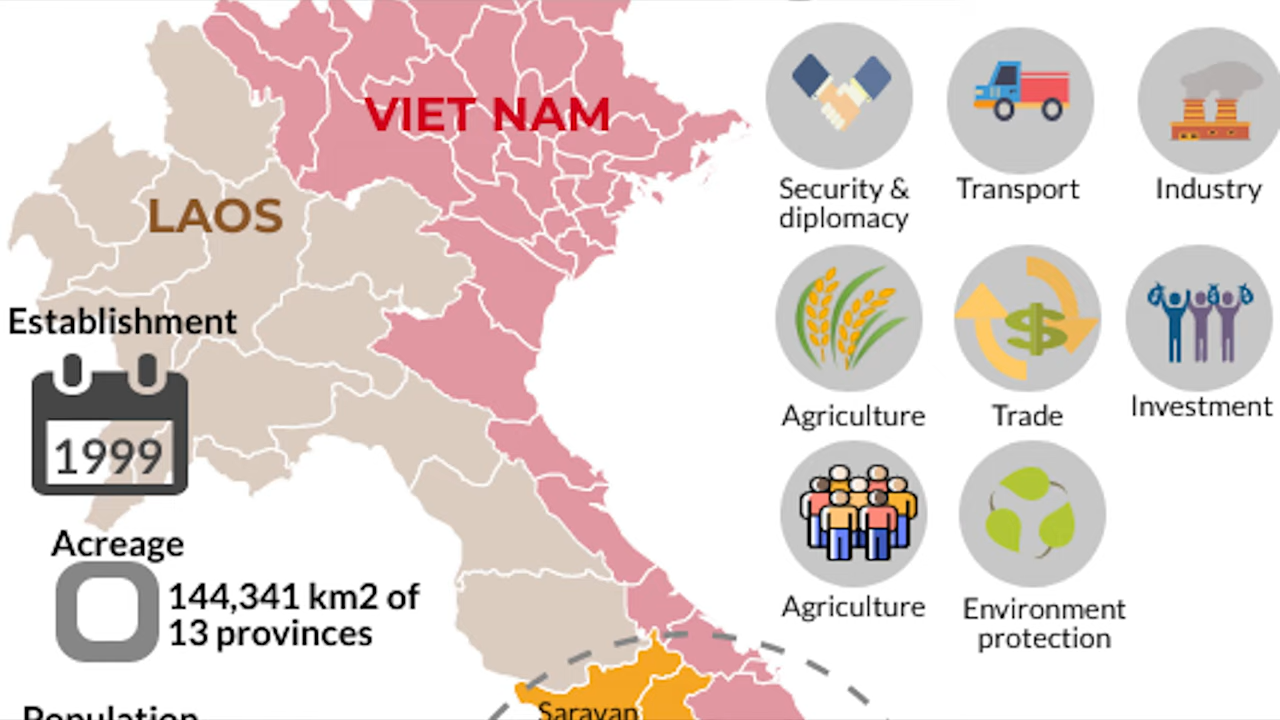 VIET NAM
LAOS
Establishment
1999
Acreage
144,341 km2 of
13 provinces
Population
Saravan
Security &
diplomacy
Transport
Industry
Agriculture
Trade
Investment
Agriculture
Environment
protection